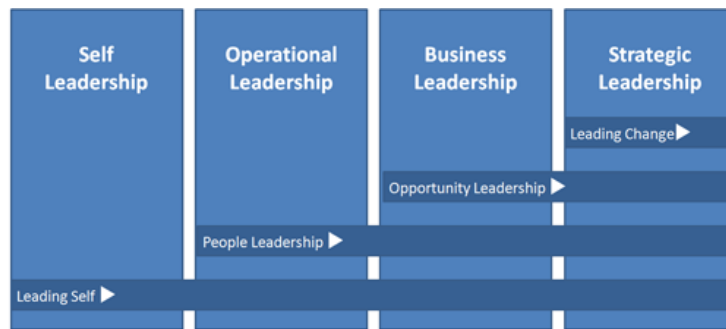 Self
Leadership
Operational
Leadership
Business
Leadership
Strategic
Leadership
Leading Change
Opportunity Leadership
People Leadership
Leading Self